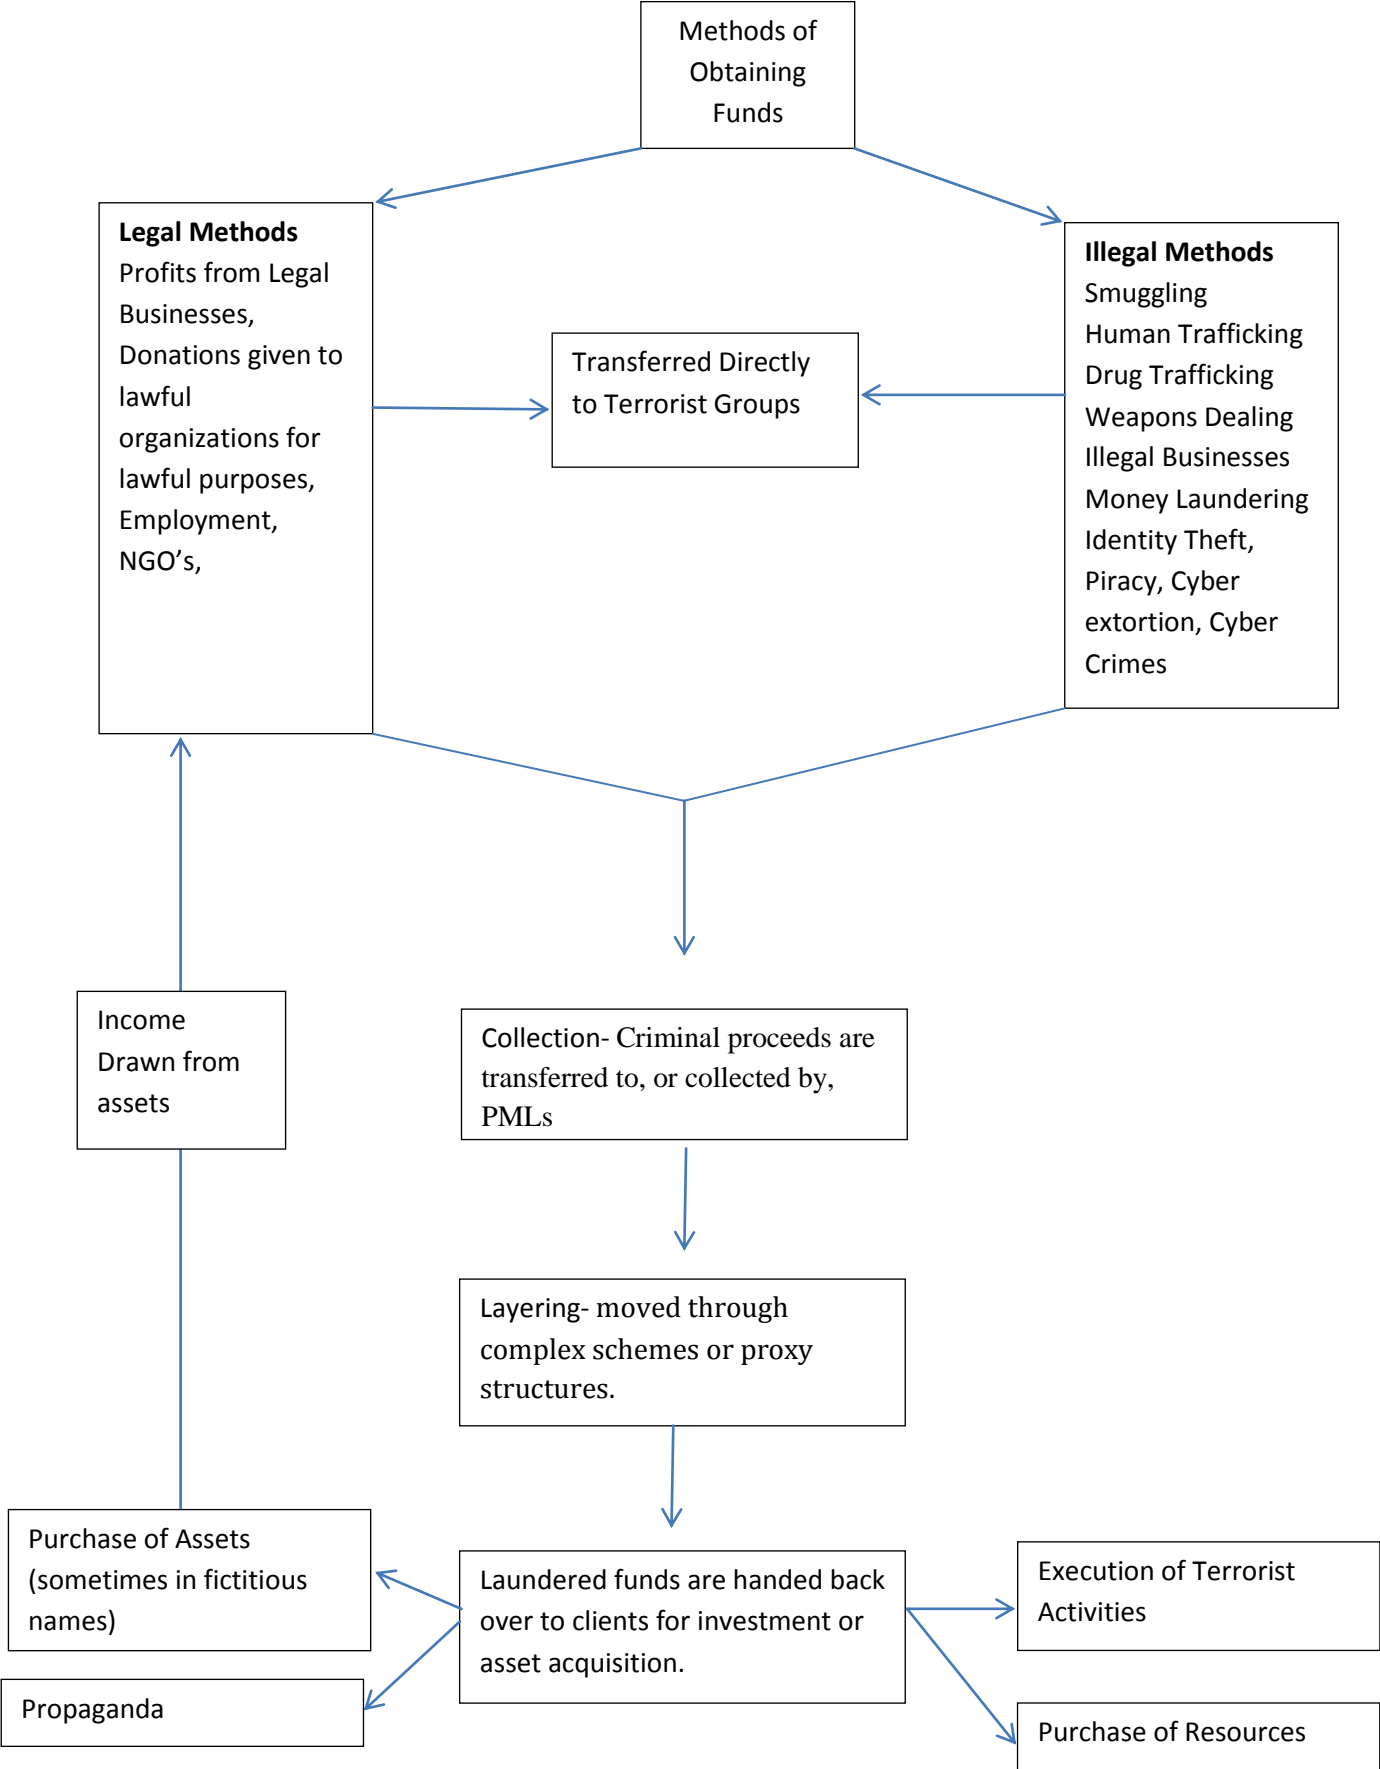 Methods of
Obtaining
Funds
Legal Methods
Profits from Legal
Businesses,
Donations given to
lawful
organizations for
lawful purposes,
Employment,
NGO’s,
Transferred Directly
to Terrorist Groups
Illegal Methods
Smuggling
Human Trafficking
Drug Trafficking
Weapons Dealing
Illegal Businesses
Money Laundering
Identity Theft,
Piracy, Cyber
extortion, Cyber
Crimes
Income
Drawn from
assets
Collection- Criminal proceeds are
transferred to, or collected by,
PMLs
Layering- moved through
complex schemes or proxy
structures.
Purchase of Assets
(sometimes in fictitious
names)
Laundered funds are handed back
over to clients for investment or
asset acquisition.
Execution of Terrorist
Activities
Propaganda
Purchase of Resources